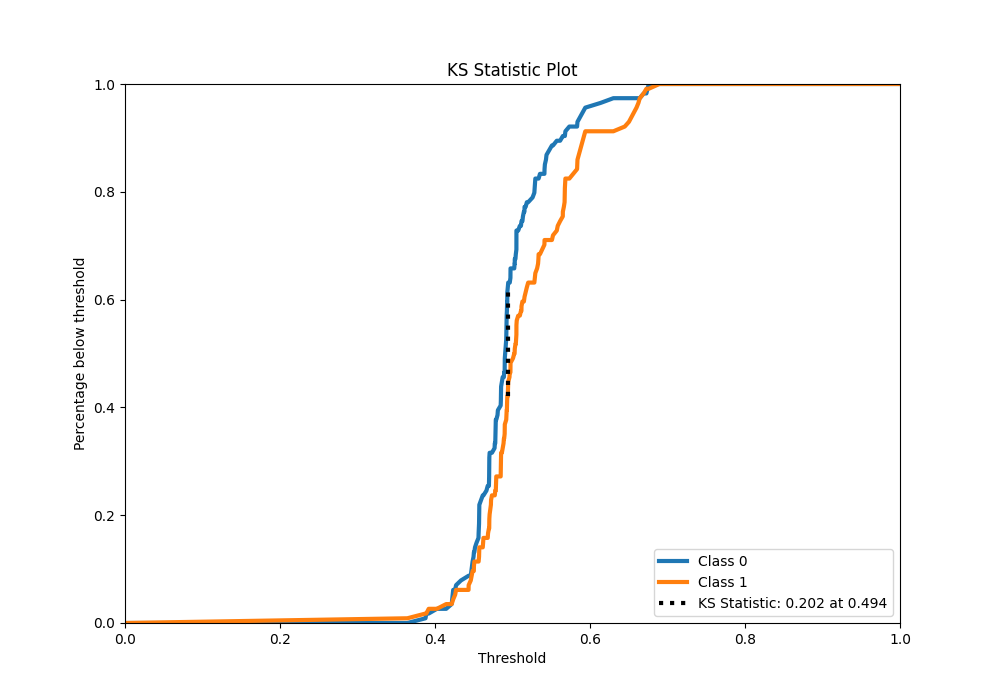 KS Statistic Plot
1.0
0.8
0.6
0.4
0.2
0.0
Percentage below threshold
0.0 0.2 0.4 0.6 0.8 1.0
Threshold
Class 0
Class 1
KS Statistic: 0.202 at 0.494